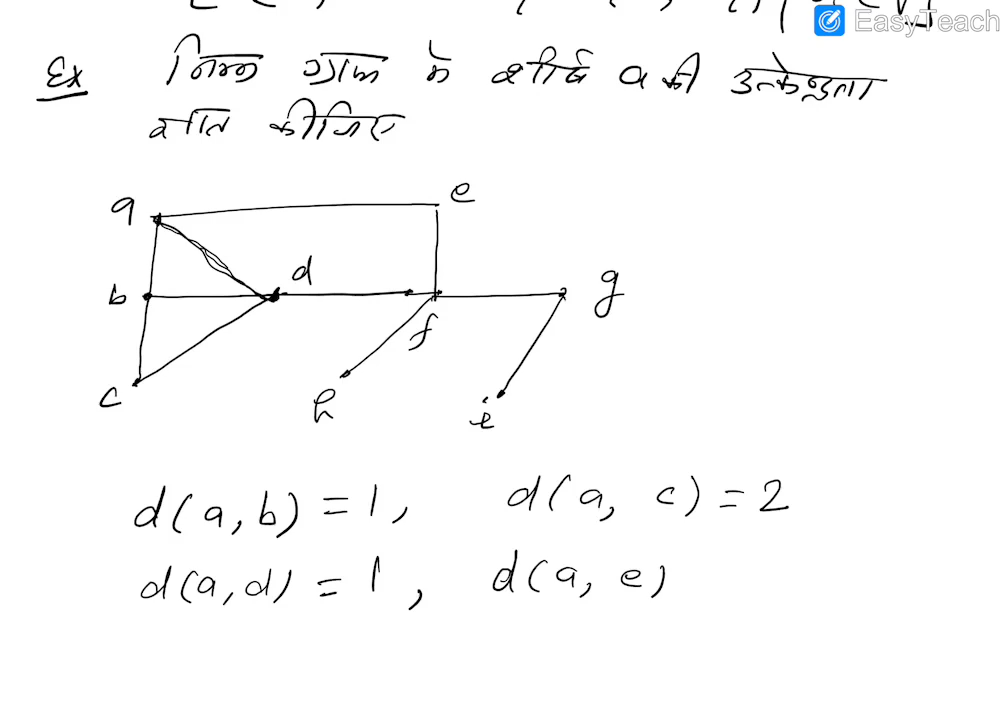 EasyTeach
Ex निम्न ग्राफ के शीर्ष a की उत्केन्द्रता
ज्ञात कीजिए
a e
b d g
f
c h i
d(a, b) = 1, d(a, c) = 2
d(a, d) = 1, d(a, e)